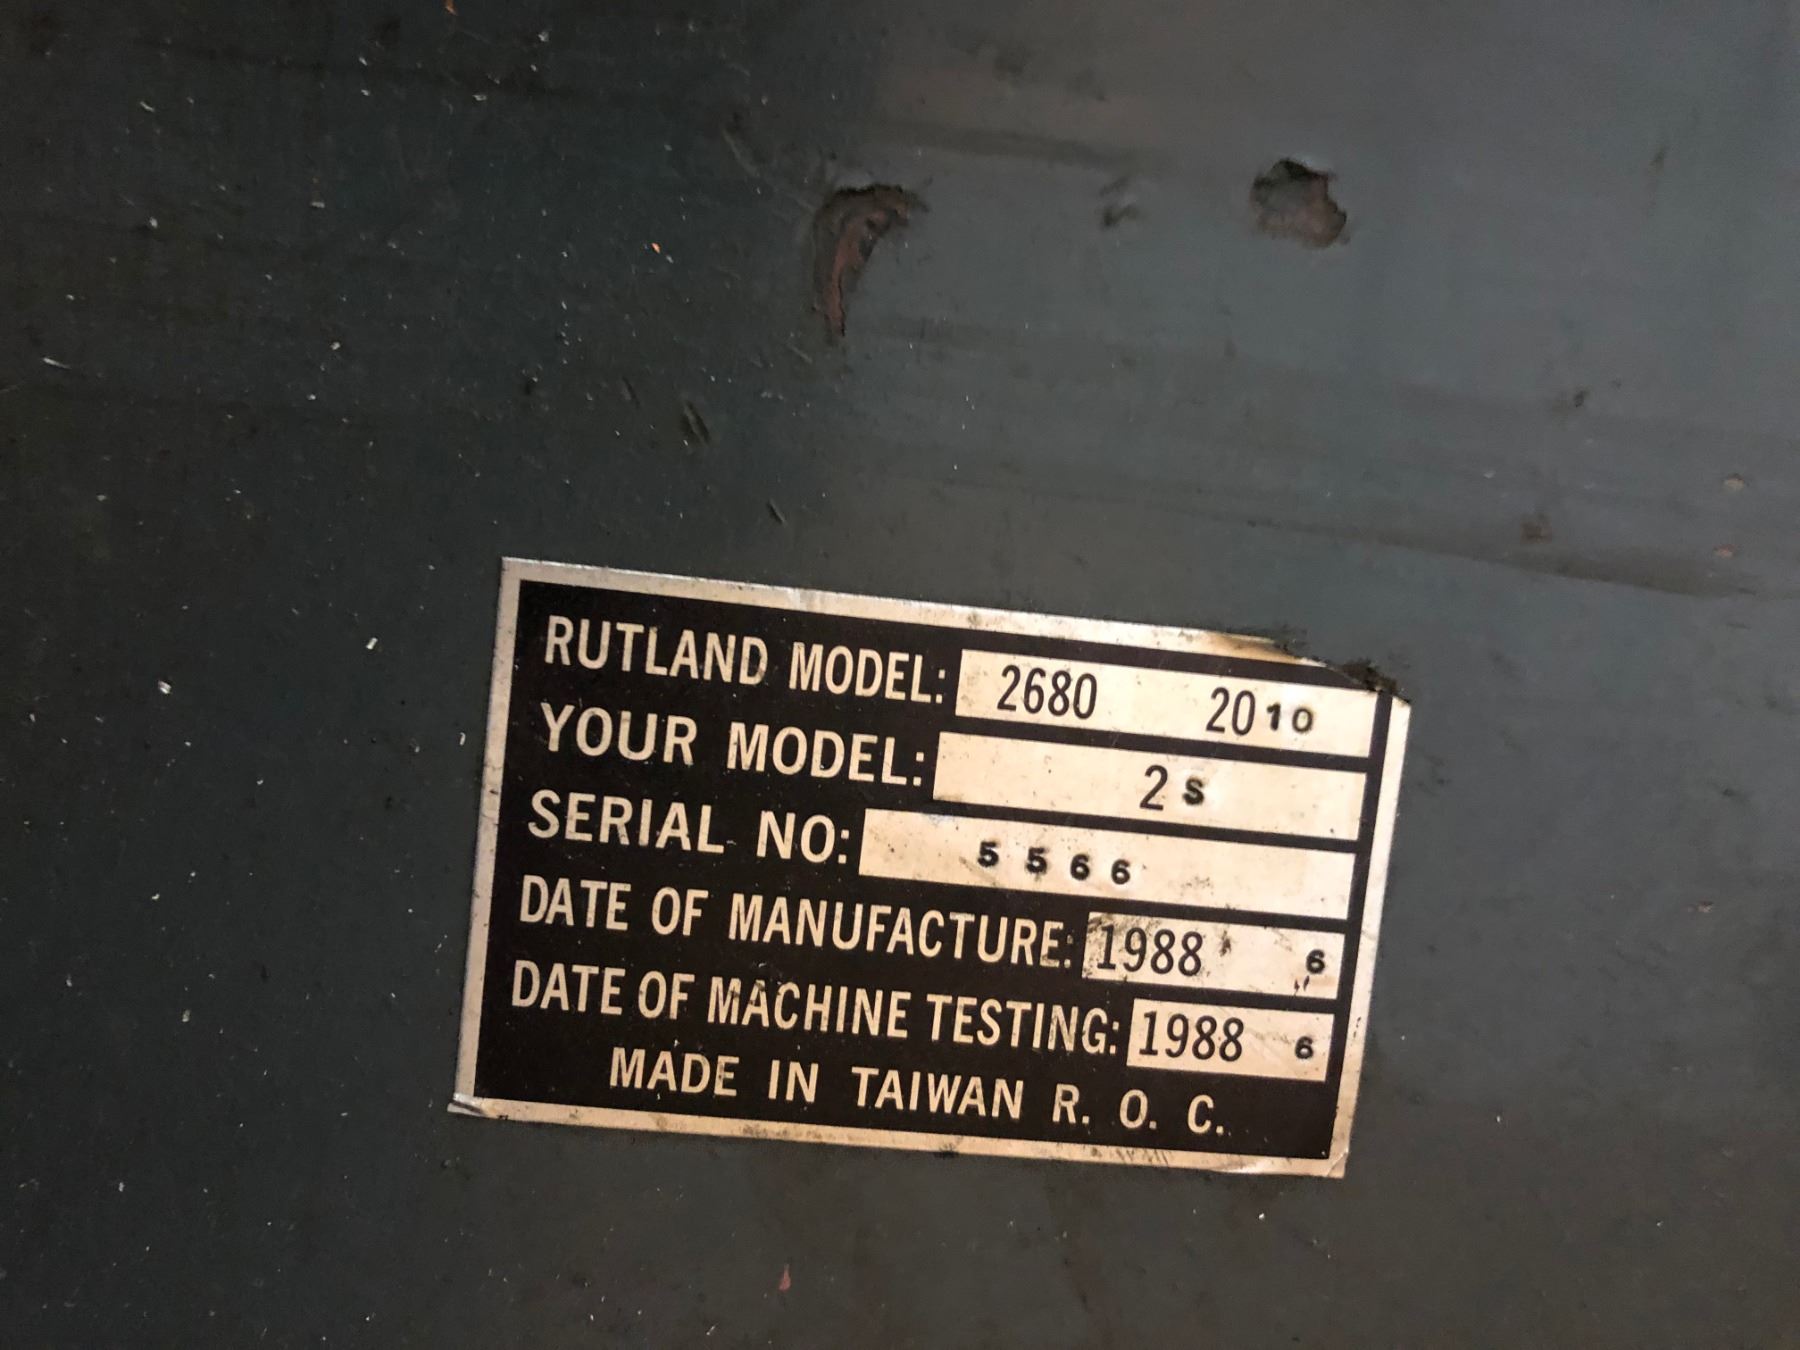 RUTLAND MODEL: 2680 2010
YOUR MODEL: 2S
SERIAL NO: 5566
DATE OF MANUFACTURE: 1988 6
DATE OF MACHINE TESTING: 1988 6
MADE IN TAIWAN R. O. C.